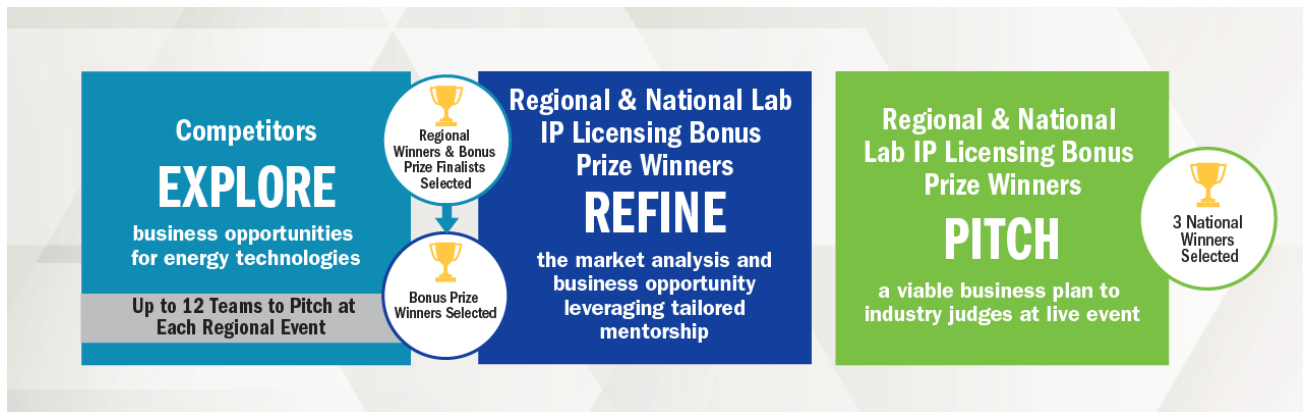 Competitors
EXPLORE
business opportunities
for energy technologies
Up to 12 Teams to Pitch at
Each Regional Event
Regional
Winners & Bonus
Prize Finalists
Selected
Bonus Prize
Winners Selected
Regional & National Lab
IP Licensing Bonus
Prize Winners
REFINE
the market analysis and
business opportunity
leveraging tailored
mentorship
Regional & National
Lab IP Licensing Bonus
Prize Winners
PITCH
a viable business plan to
industry judges at live event
3 National
Winners
Selected